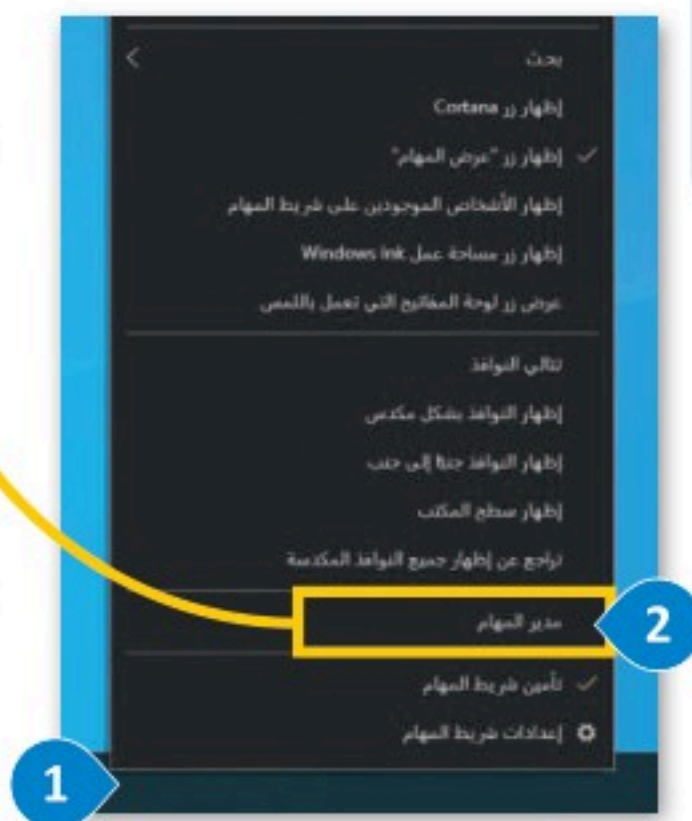 بحث
إظهار زر Cortana
إظهار زر "عرض المهام"
إظهار الأشخاص الموجودين على شريط المهام
إظهار زر مساحة عمل Windows Ink
عرض زر لوحة المفاتيح التي تعمل باللمس
تتالي النوافذ
إظهار النوافذ بشكل مكدس
إظهار النوافذ جنبًا إلى جنب
إظهار سطح المكتب
تراجع عن إظهار جميع النوافذ المكدسة
مدير المهام
2
تأمين شريط المهام
إعدادات شريط المهام
1